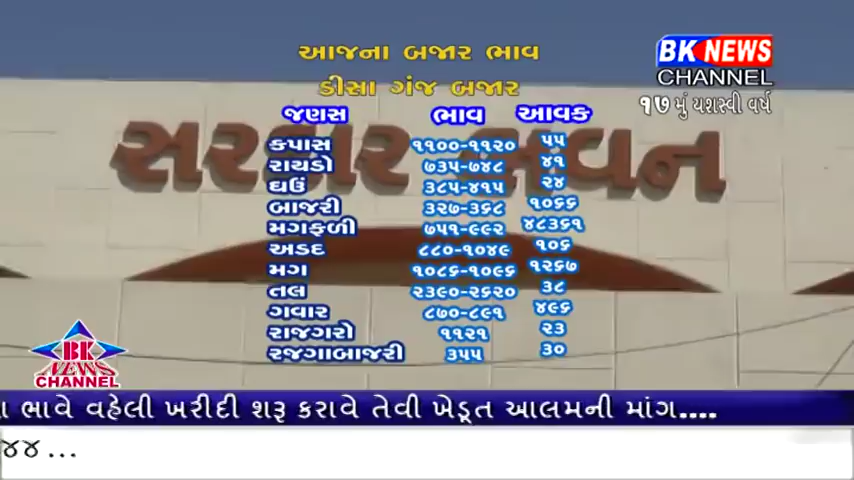 આજના બજાર ભાવ
ડીસા ગંજ બજાર
BK NEWS
CHANNEL
૧૭ મું યશસ્વી વર્ષ
જણસ ભાવ આવક
કપાસ ૧૧૦૦-૧૧૨૦ ૫૫
રાયડો ૭૩૫-૭૪૮ ૪૧
ઘઉં ૩૮૫-૪૧૫ ૨૪
બાજરી ૩૨૭-૩૬૮ ૧૦૬૬
મગફળી ૭૫૧-૯૯૨ ૪૮૩૬૧
અડદ ૮૮૦-૧૦૪૯ ૧૦૬
મગ ૧૦૮૬-૧૦૯૬ ૧૨૬૭
તલ ૨૩૯૦-૨૬૨૦ ૩૮
ગવાર ૮૭૦-૮૯૧ ૪૯૬
રાજગરો ૧૧૨૧ ૨૩
રજગાબાજરી ૩૫૫ ૩૦
સરદાર ભવન
BK
NEWS
CHANNEL
ભાવે વહેલી ખરીદી શરૂ કરાવે તેવી ખેડૂત આલમની માંગ....
૪૪...